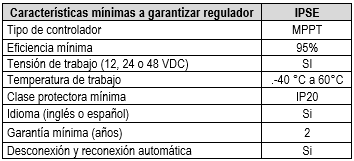 Características mínimas a garantizar regulador IPSE
Tipo de controlador MPPT
Eficiencia mínima 95%
Tensión de trabajo (12, 24 o 48 VDC) SI
Temperatura de trabajo .-40 °C a 60°C
Clase protectora mínima IP20
Idioma (inglés o español) Si
Garantía mínima (años) 2
Desconexión y reconexión automática Si